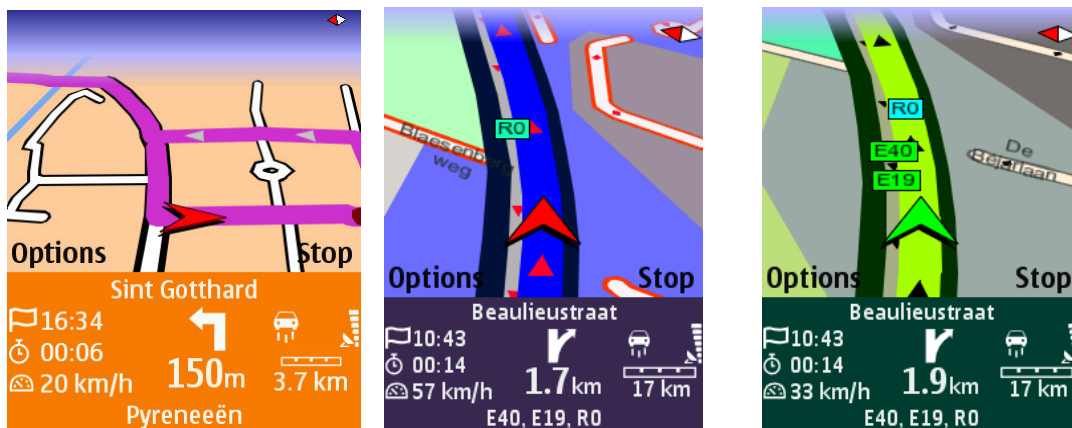 Options Stop
Sint Gotthard
16:34
00:06
20 km/h
150m
3.7 km
Pyreneeën
R0
Blaesenberg
weg
Options Stop
Beaulieustraat
10:43
00:14
57 km/h
1.7km
17 km
E40, E19, R0
R0
E40
E19
De
Bejarlaan
Options Stop
Beaulieustraat
10:43
00:14
33 km/h
1.9km
17 km
E40, E19, R0